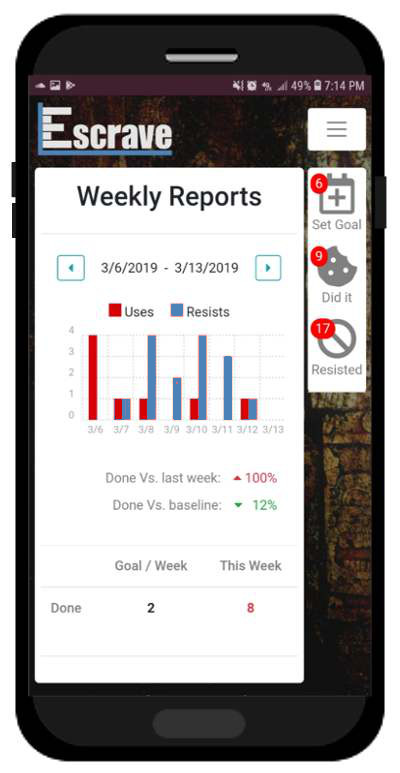 49% 7:14 PM
Escrave
Weekly Reports
3/6/2019 - 3/13/2019
Uses Resists
4
3
2
1
0
3/6 3/7 3/8 3/9 3/10 3/11 3/12 3/13
Done Vs. last week: 100%
Done Vs. baseline: 12%
Goal / Week This Week
Done 2 8
6
Set Goal
9
Did it
17
Resisted